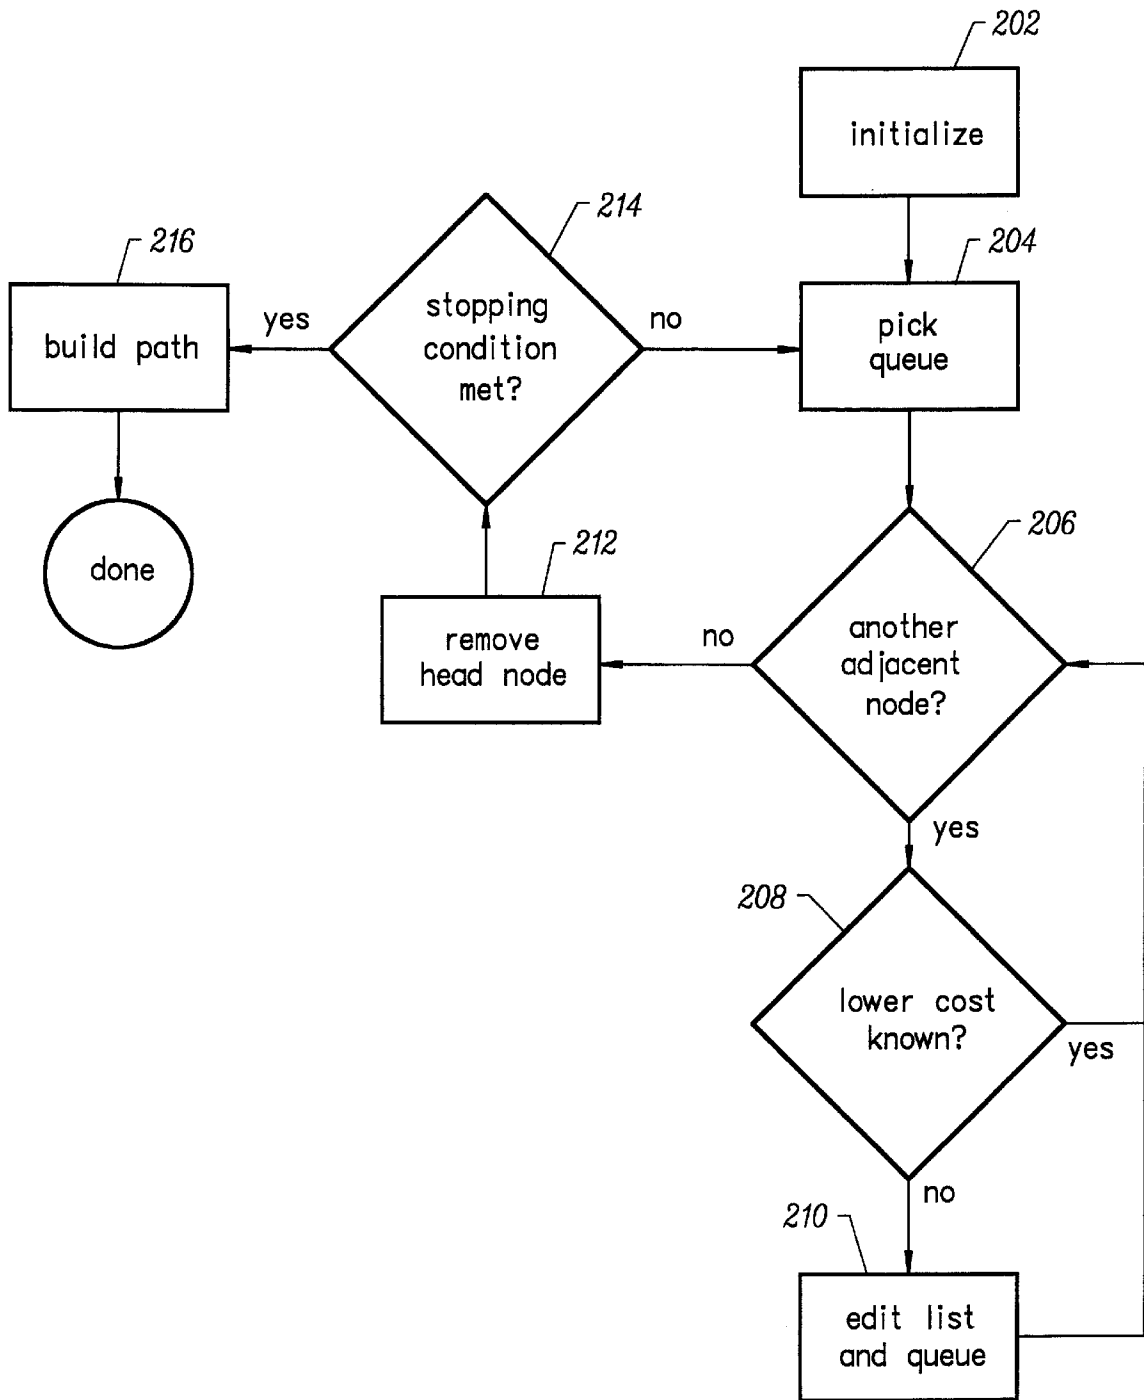 202
initialize
214
204
216
stopping
condition
met?
yes
no
build path
pick
queue
212
206
done
remove
head node
no
another
adjacent
node?
yes
208
lower cost
known?
yes
no
210
edit list
and queue